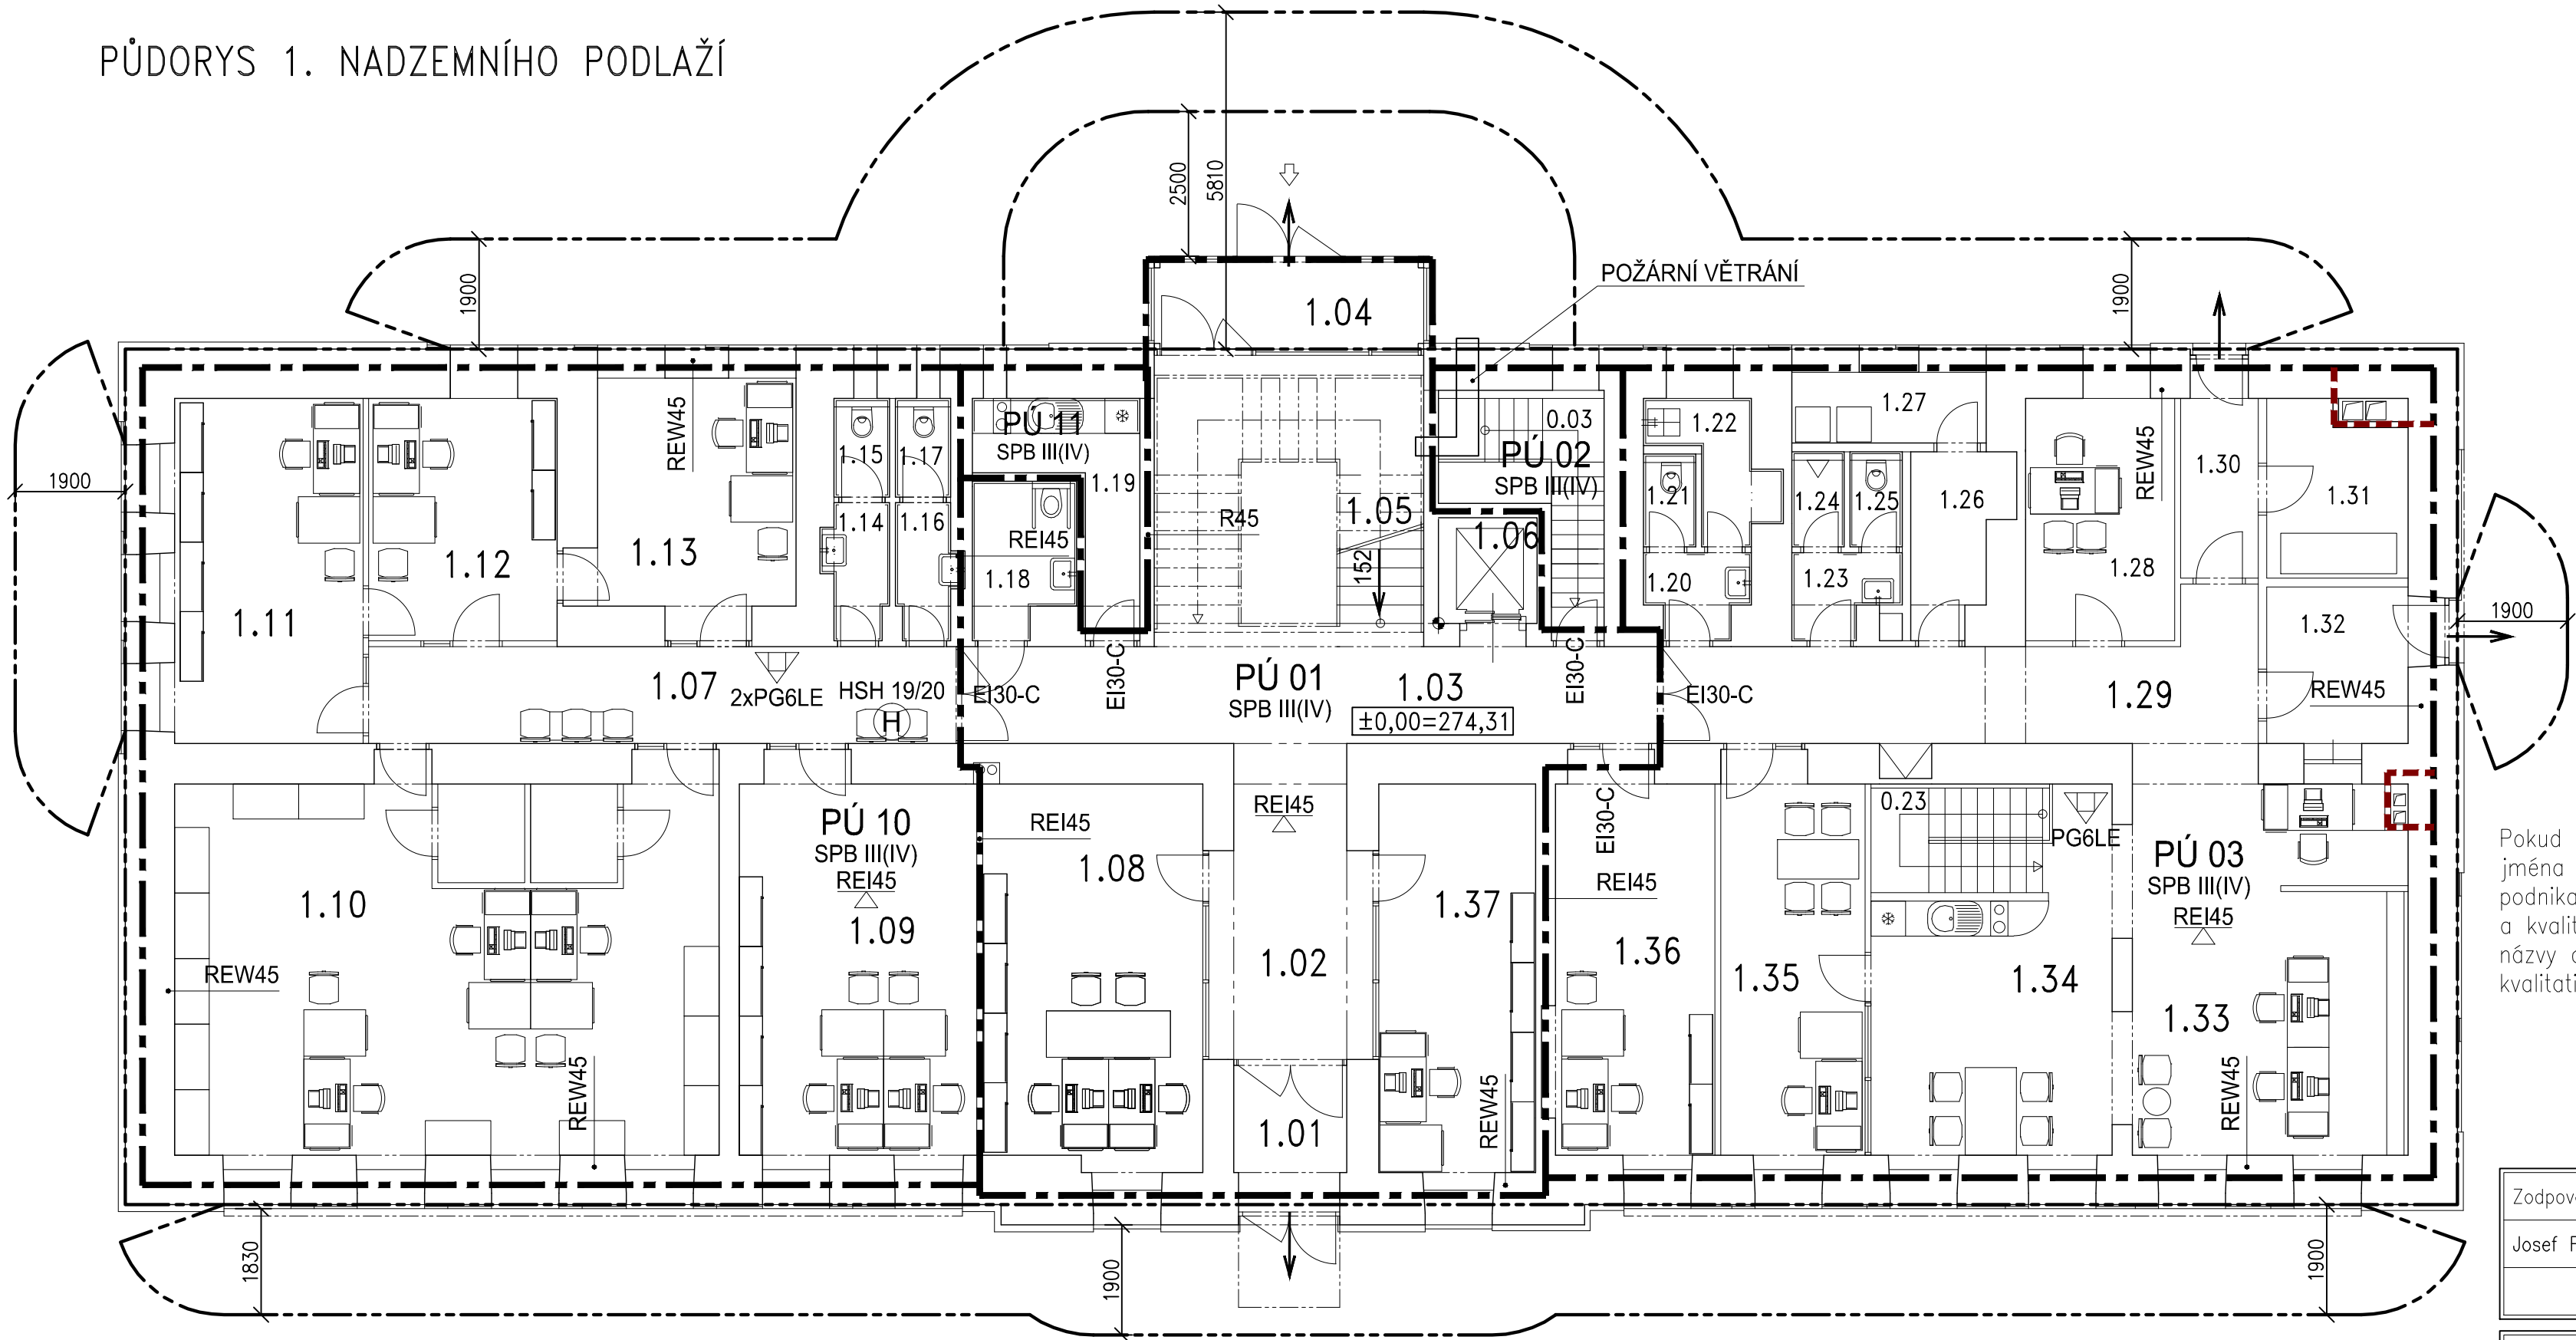 PŮDORYS 1. NADZEMNÍHO PODLAŽÍ
5810
2500
1900
1900
POŽÁRNÍ VĚTRÁNÍ
1.04
1900
REW45
1.15
1.17
PÚ 11
SPB III(IV)
1.19
0.03
PÚ 02
SPB III(IV)
1.22
1.27
REW45
1.30
1.31
1.21
1.24
1.25
1.26
1.11
1.12
1.13
1.14
1.16
REI45
1.18
R45
1.05
152
1.06
1.20
1.23
1.28
1.32
1900
1.07
2xPG6LE
HSH 19/20
H
EI30-C
EI30-C
PÚ 01
SPB III(IV)
1.03
±0,00=274,31
EI30-C
EI30-C
1.29
REW45
REI45
PÚ 10
SPB III(IV)
REI45
1.09
1.10
REW45
REW45
REI45
1.08
1.02
1.01
1.37
REW45
EI30-C
REI45
1.36
1.35
0.23
PG6LE
1.34
PÚ 03
SPB III(IV)
REI45
1.33
REW45
Pokud
jména
podnika
a kvalit
názvy
kvalitati
1830
1900
1900
Zodpov
Josef